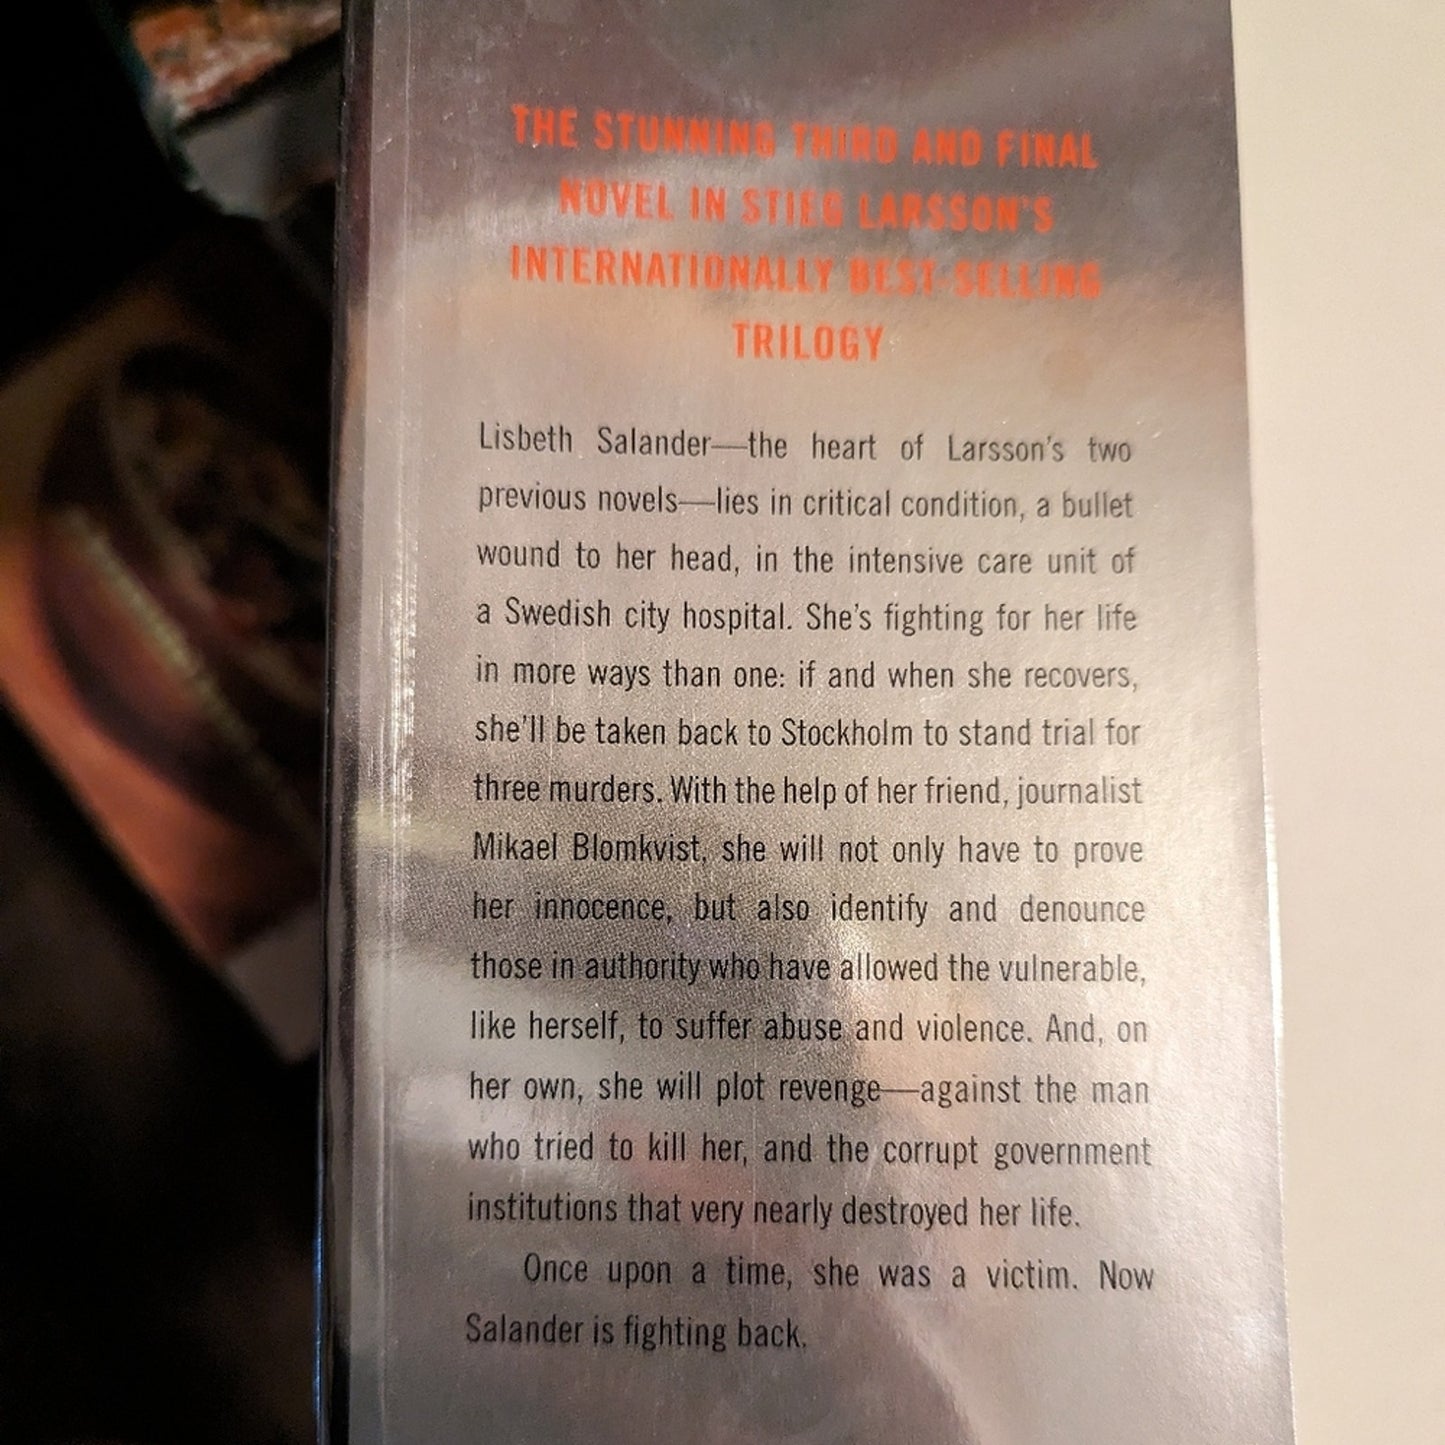 THE STUNNING THIRD AND FINAL
NOVEL IN STIEG LARSSON'S
INTERNATIONALLY BEST-SELLING
TRILOGY
Lisbeth Salander—the heart of Larsson's two
previous novels—lies in critical condition, a bullet
wound to her head, in the intensive care unit of
a Swedish city hospital. She's fighting for her life
in more ways than one: if and when she recovers,
she'll be taken back to Stockholm to stand trial for
three murders. With the help of her friend, journalist
Mikael Blomkvist, she will not only have to prove
her innocence, but also identify and denounce
those in authority who have allowed the vulnerable,
like herself, to suffer abuse and violence. And, on
her own, she will plot revenge—against the man
who tried to kill her, and the corrupt government
institutions that very nearly destroyed her life.
Once upon a time, she was a victim. Now
Salander is fighting back.